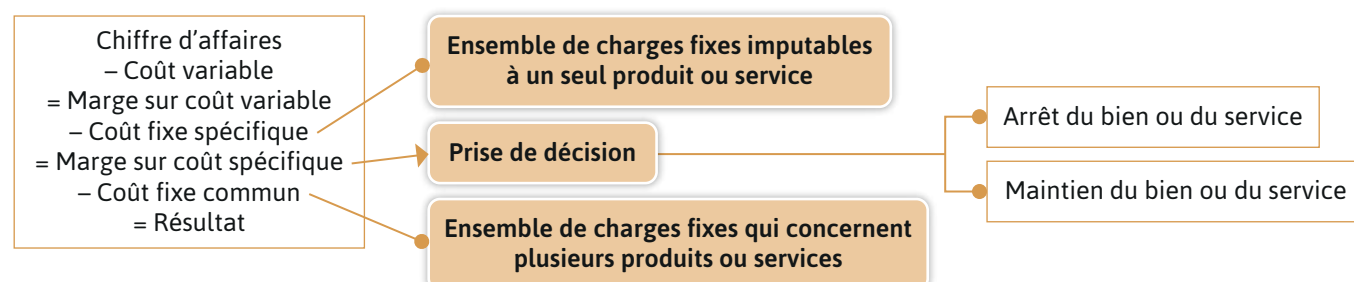 Chiffre d’affaires
– Coût variable
= Marge sur coût variable
– Coût fixe spécifique
= Marge sur coût spécifique
– Coût fixe commun
= Résultat
Ensemble de charges fixes imputables
à un seul produit ou service
Prise de décision
Ensemble de charges fixes qui concernent
plusieurs produits ou services
Arrêt du bien ou du service
Maintien du bien ou du service